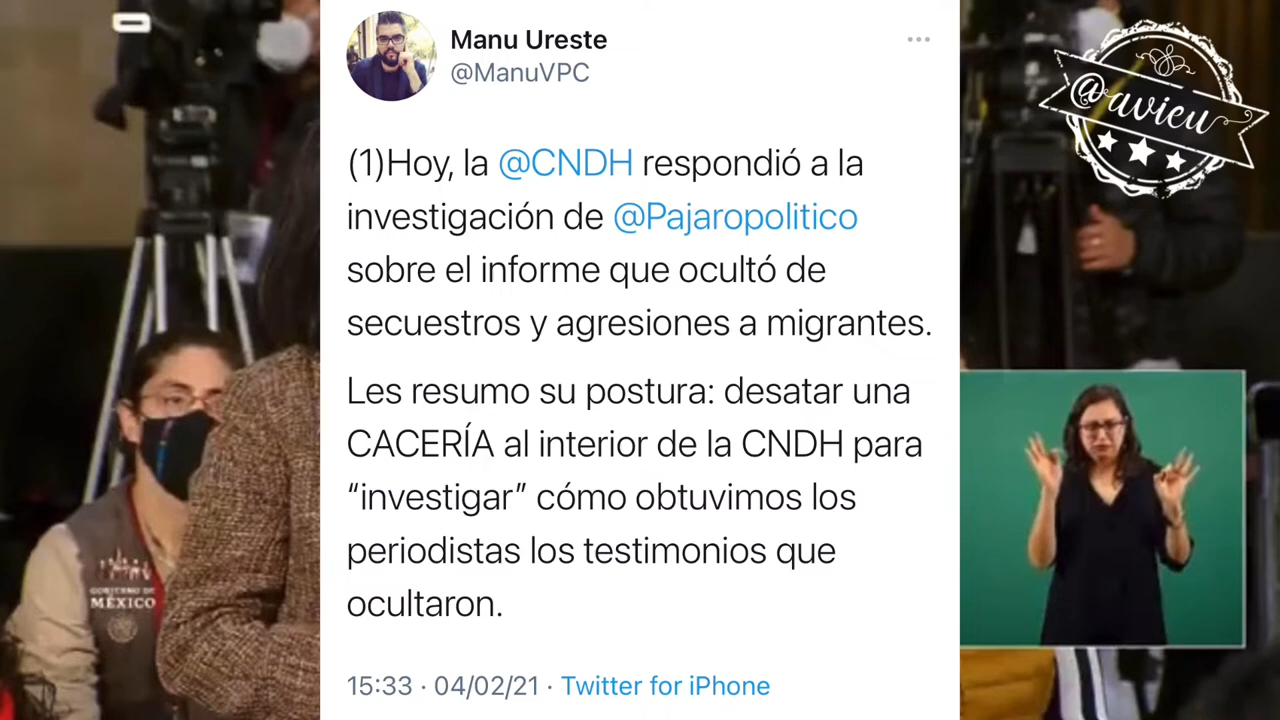 Manu Ureste
@ManuVPC
(1)Hoy, la @CNDH respondió a la
investigación de @Pajaropolitico
sobre el informe que ocultó de
secuestros y agresiones a migrantes.
Les resumo su postura: desatar una
CACERÍA al interior de la CNDH para
“investigar” cómo obtuvimos los
periodistas los testimonios que
ocultaron.
15:33 · 04/02/21 · Twitter for iPhone
@avicu
GOBIERNO DE
MÉXICO